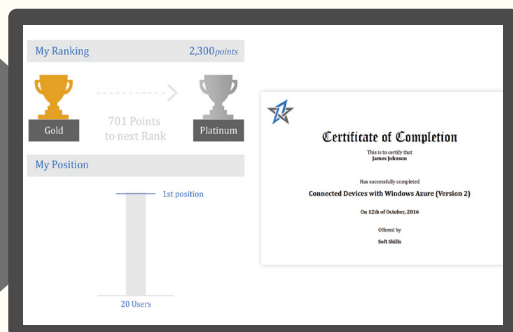 My Ranking 2,300 points
Gold
701 Points
to next Rank
Platinum
My Position
1st position
20 Users
Certificate of Completion
This is to certify that
James Johnson
Has successfully completed
Connected Devices with Windows Azure (Version 2)
On 12th of October, 2016
Offered by
Soft Skills